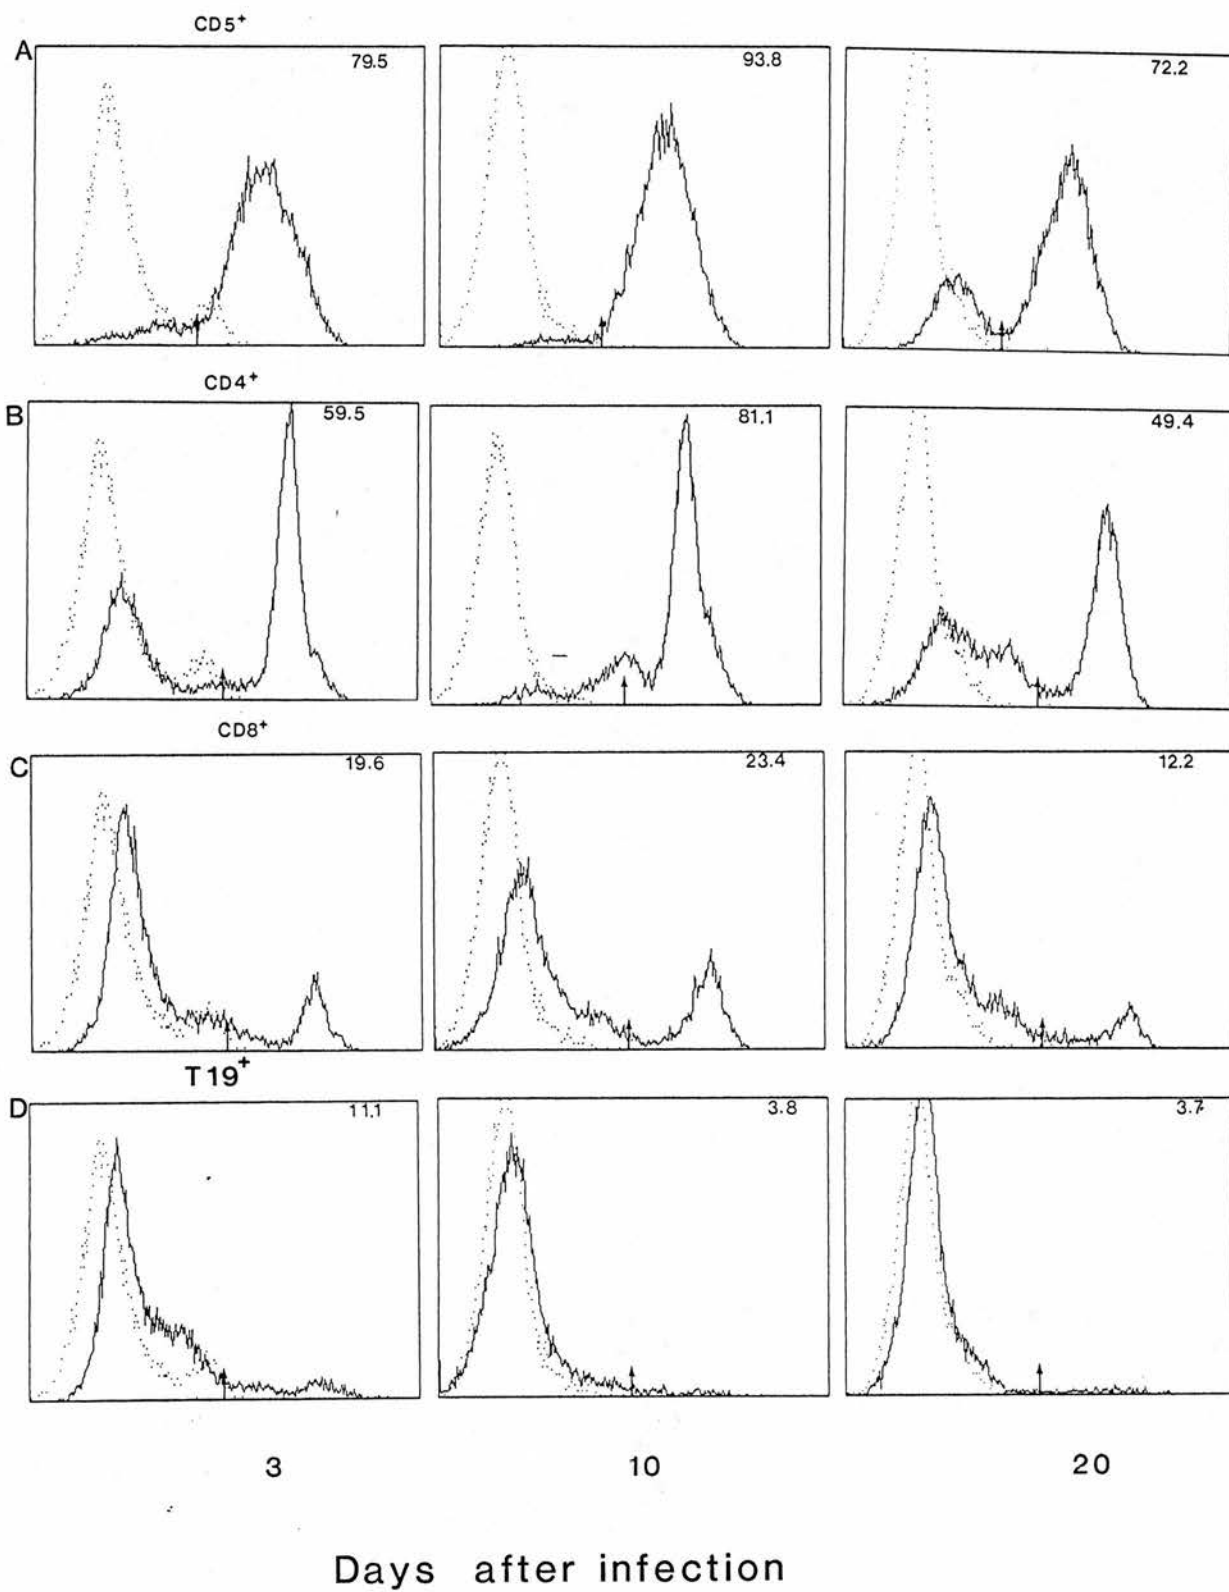 CD5+
A 79.5 93.8 72.2
CD4+
B 59.5 81.1 49.4
CD8+
C 19.6 23.4 12.2
T19+
D 11.1 3.8 3.7
3 10 20
Days after infection